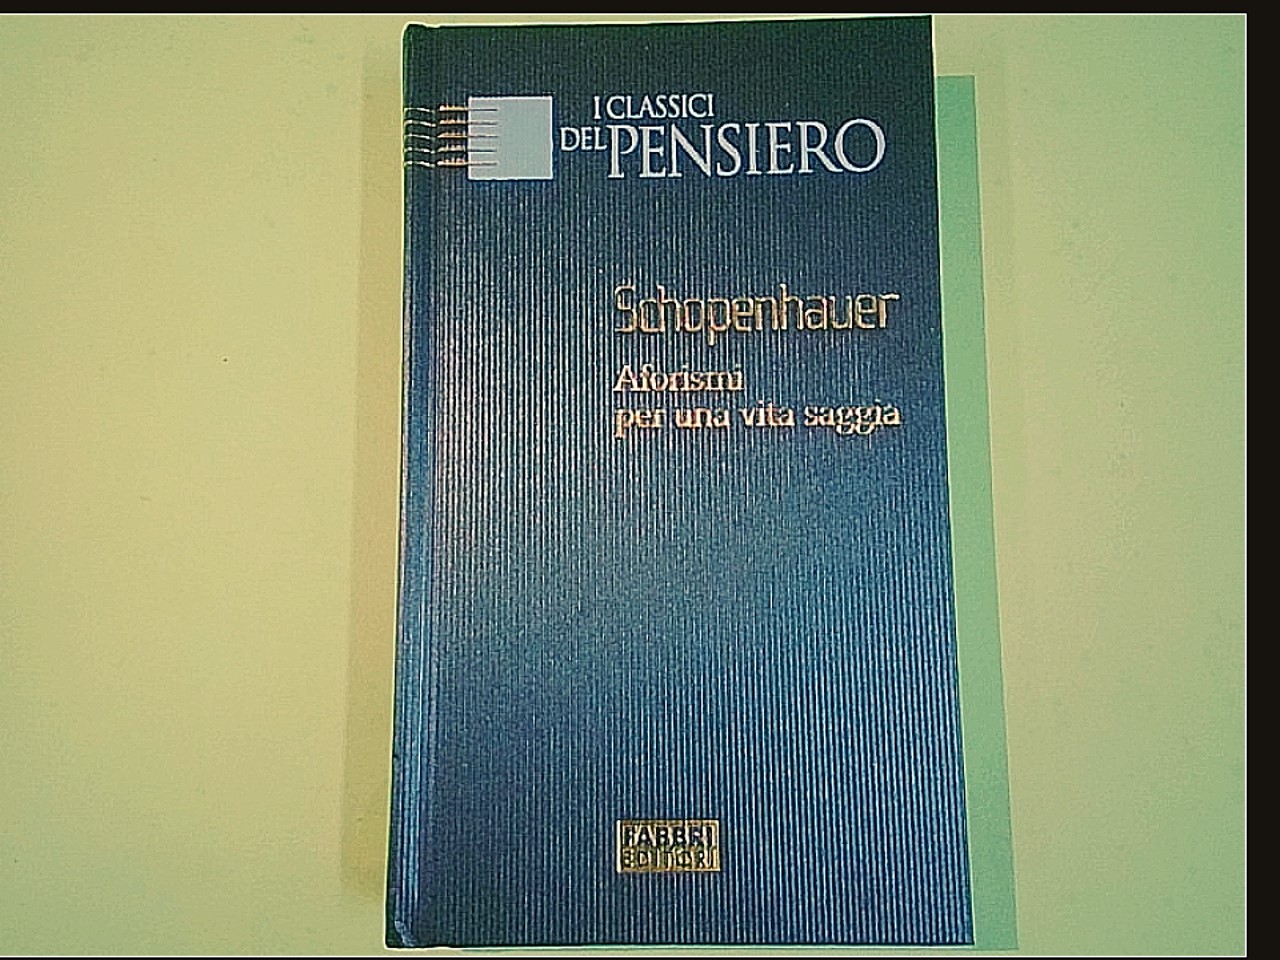 I CLASSICI
DEL PENSIERO
Schopenhauer
Aforismi
per una vita saggia
FABBRI
EDITORI